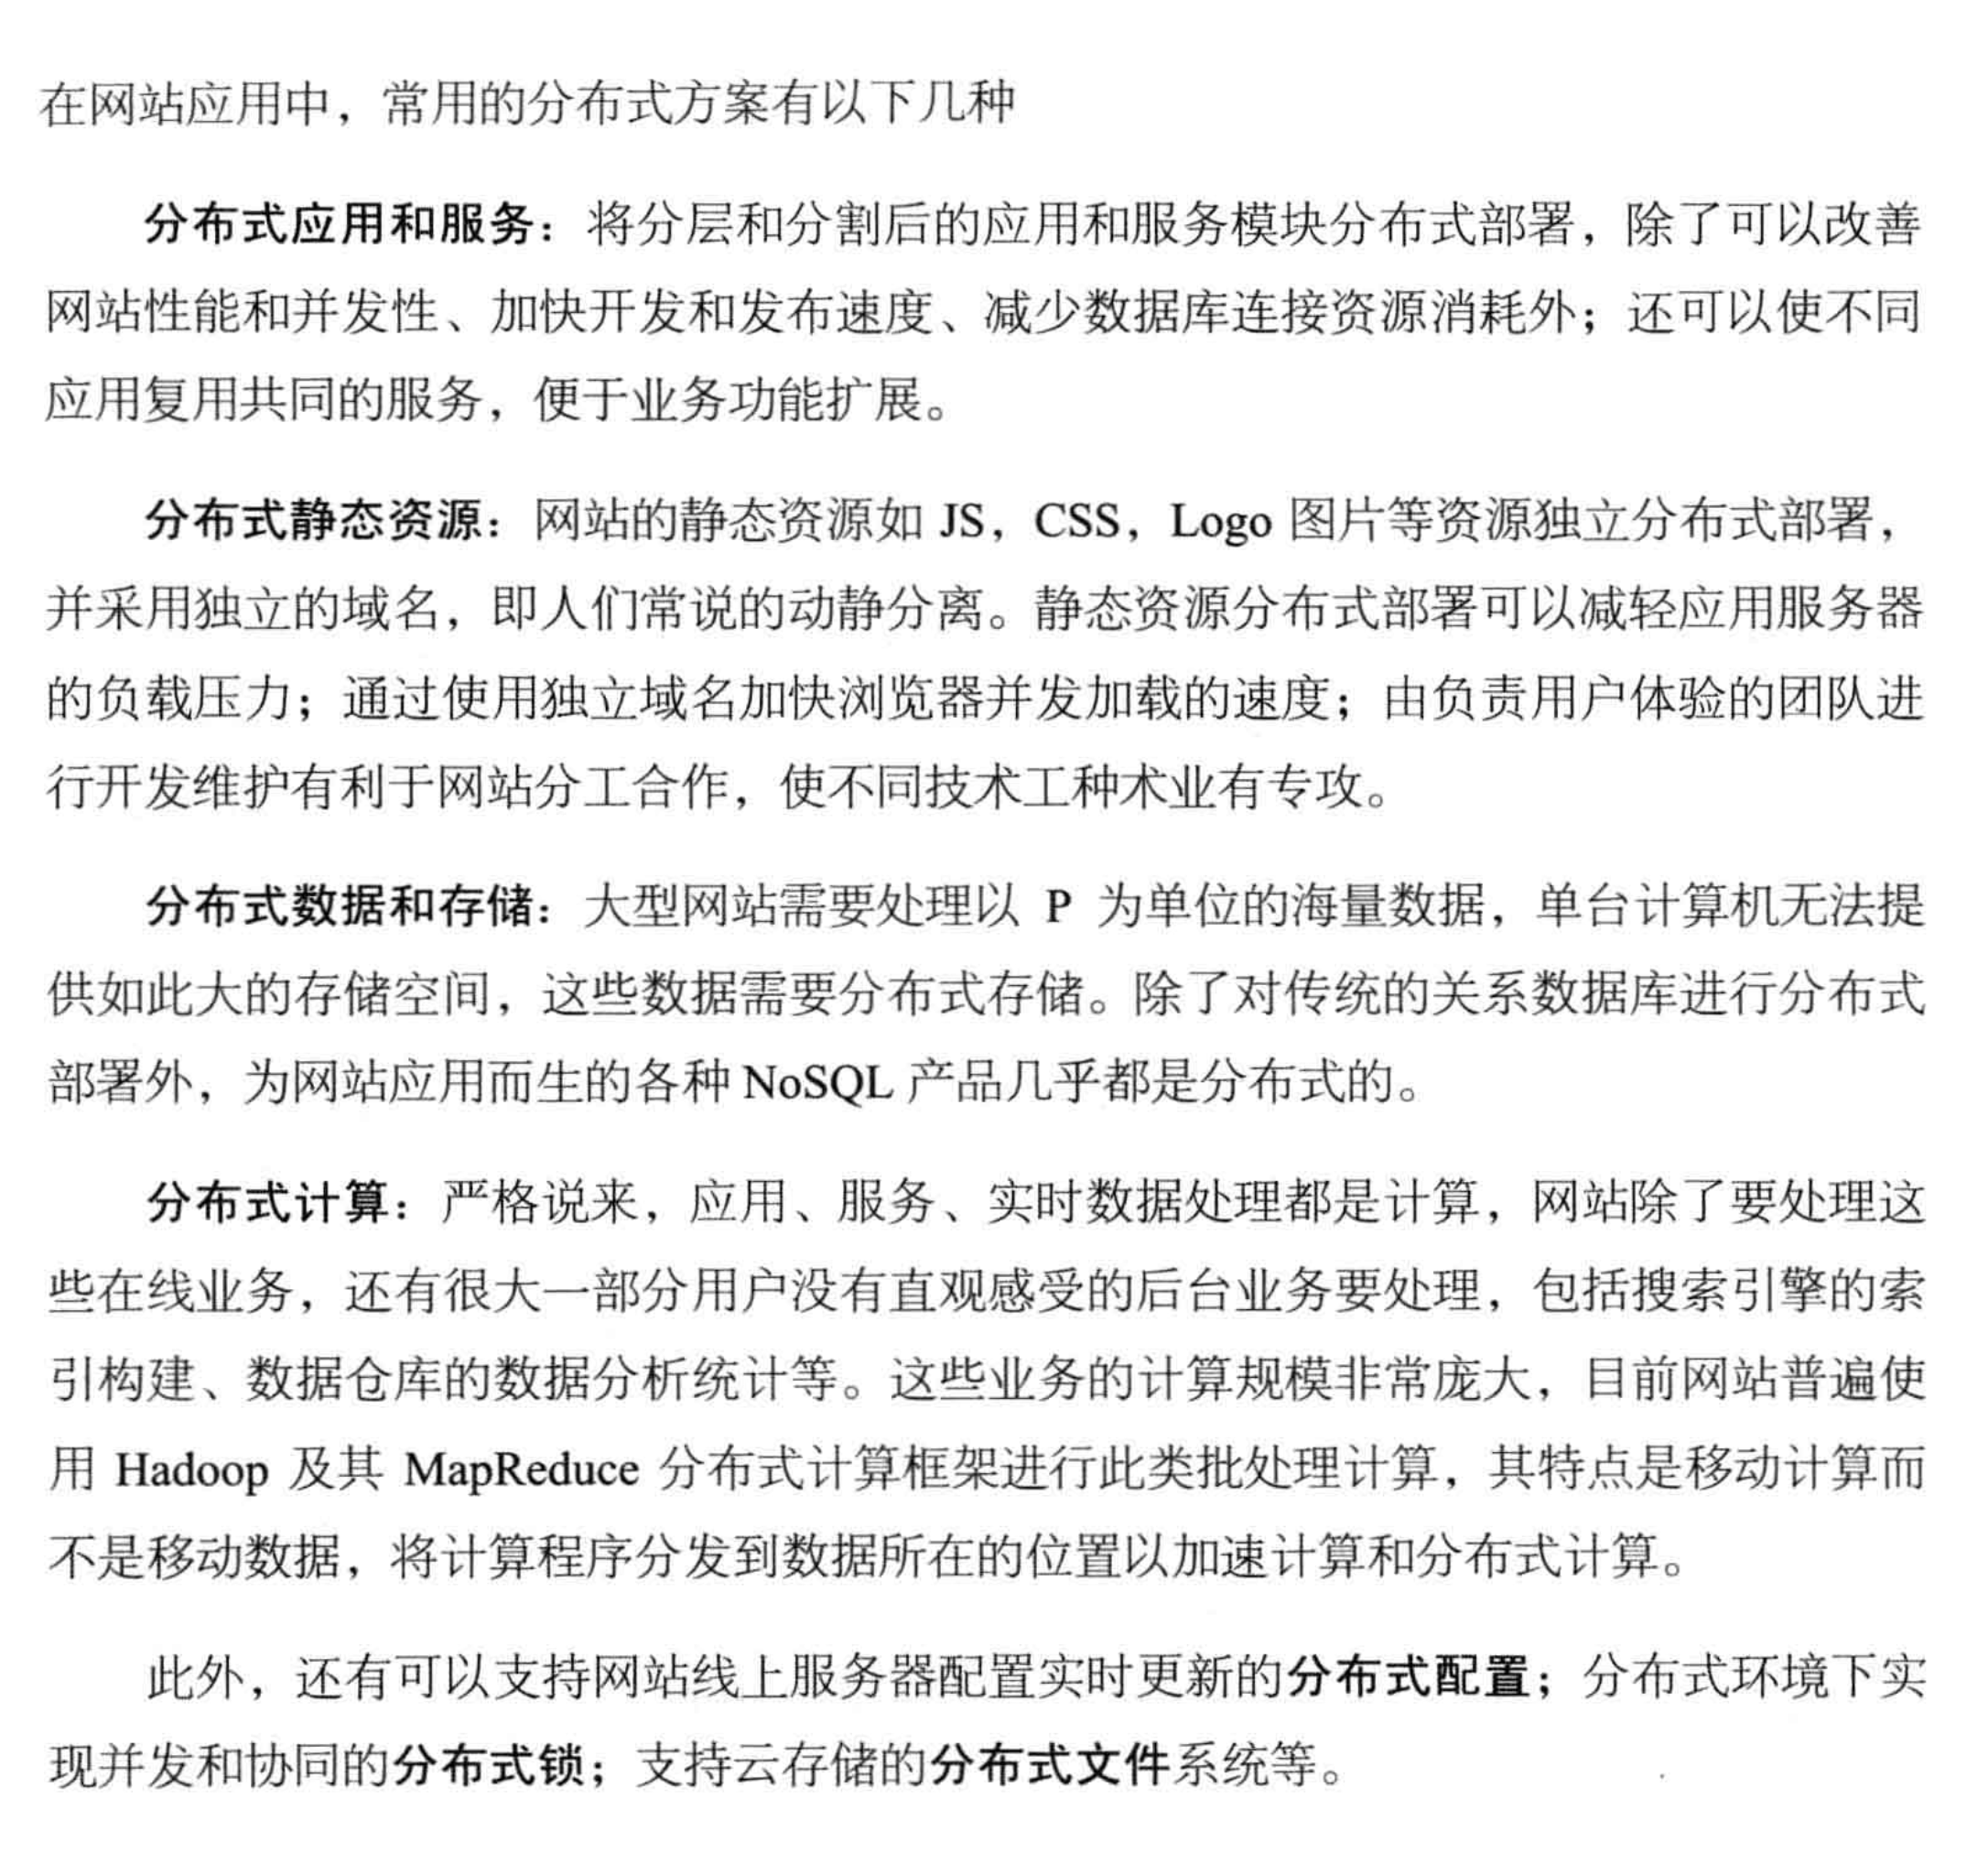 在网站应用中，常用的分布式方案有以下几种
分布式应用和服务：将分层和分割后的应用和服务模块分布式部署，除了可以改善
网站性能和并发性、加快开发和发布速度、减少数据库连接资源消耗外；还可以使不同
应用复用共同的服务，便于业务功能扩展。
分布式静态资源：网站的静态资源如 JS，CSS，Logo 图片等资源独立分布式部署，
并采用独立的域名，即人们常说的动静分离。静态资源分布式部署可以减轻应用服务器
的负载压力；通过使用独立域名加快浏览器并发加载的速度；由负责用户体验的团队进
行开发维护有利于网站分工合作，使不同技术工种术业有专攻。
分布式数据和存储：大型网站需要处理以 P 为单位的海量数据，单台计算机无法提
供如此大的存储空间，这些数据需要分布式存储。除了对传统的关系数据库进行分布式
部署外，为网站应用而生的各种 NoSQL 产品几乎都是分布式的。
分布式计算：严格说来，应用、服务、实时数据处理都是计算，网站除了要处理这
些在线业务，还有很大一部分用户没有直观感受的后台业务要处理，包括搜索引擎的索
引构建、数据仓库的数据分析统计等。这些业务的计算规模非常庞大，目前网站普遍使
用 Hadoop 及其 MapReduce 分布式计算框架进行此类批处理计算，其特点是移动计算而
不是移动数据，将计算程序分发到数据所在的位置以加速计算和分布式计算。
此外，还有可以支持网站线上服务器配置实时更新的分布式配置；分布式环境下实
现并发和协同的分布式锁；支持云存储的分布式文件系统等。